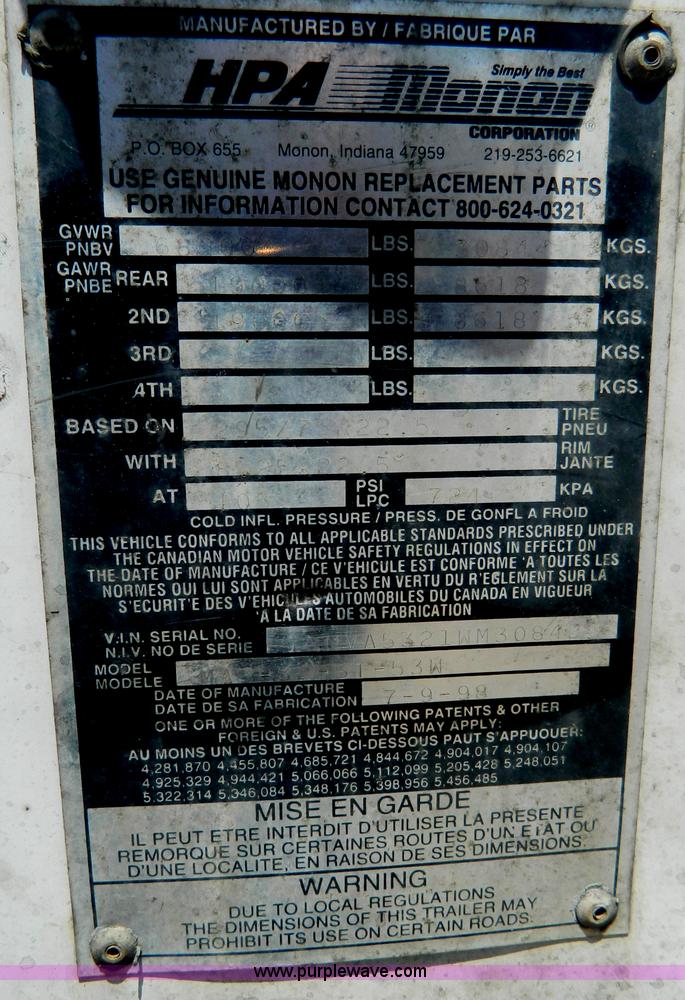 MANUFACTURED BY / FABRIQUE PAR
Simply the Best
HPA Monon
CORPORATION
P.O. BOX 655 Monon, Indiana 47959 219-253-6621
USE GENUINE MONON REPLACEMENT PARTS
FOR INFORMATION CONTACT 800-624-0321
GVWR
PNBV LBS. KGS.
GAWR
PNBE REAR LBS. 8618 KGS.
2ND LBS. 8618 KGS.
3RD LBS. KGS.
4TH LBS. KGS.
BASED ON TIRE
PNEU
WITH RIM
JANTE
AT PSI
LPC 724 KPA
COLD INFL. PRESSURE / PRESS. DE GONFL A FROID
THIS VEHICLE CONFORMS TO ALL APPLICABLE STANDARDS PRESCRIBED UNDER
THE CANADIAN MOTOR VEHICLE SAFETY REGULATIONS IN EFFECT ON
THE DATE OF MANUFACTURE / CE V'EHICULE EST CONFORME 'A TOUTES LES
NORMES QUI LUI SONT APPLICABLES EN VERTU DU R'EGLEMENT SUR LA
S'ECURIT'E DES V'EHICULES AUTOMOBILES DU CANADA EN VIGUEUR
'A LA DATE DE SA FABRICATION
V.I.N. SERIAL NO.
N.I.V. NO DE SERIE
MODEL
MODELE
DATE OF MANUFACTURE
DATE DE SA FABRICATION 7-9-98
ONE OR MORE OF THE FOLLOWING PATENTS & OTHER
FOREIGN & U.S. PATENTS MAY APPLY:
AU MOINS UN DES BREVETS CI-DESSOUS PAUT S'APPUOUER:
4,281,870 4,455,807 4,685,721 4,844,672 4,904,017 4,904,107
4,925,329 4,944,421 5,066,066 5,112,099 5,205,428 5,248,051
5,322,314 5,346,084 5,348,176 5,398,956 5,456,485
MISE EN GARDE
IL PEUT ETRE INTERDIT D'UTILISER LA PRESENTE
REMORQUE SUR CERTAINES ROUTES D'UN ETAT OU
D'UNE LOCALITE, EN RAISON DE SES DIMENSIONS.
WARNING
DUE TO LOCAL REGULATIONS
THE DIMENSIONS OF THIS TRAILER MAY
PROHIBIT ITS USE ON CERTAIN ROADS.
www.purplewave.com